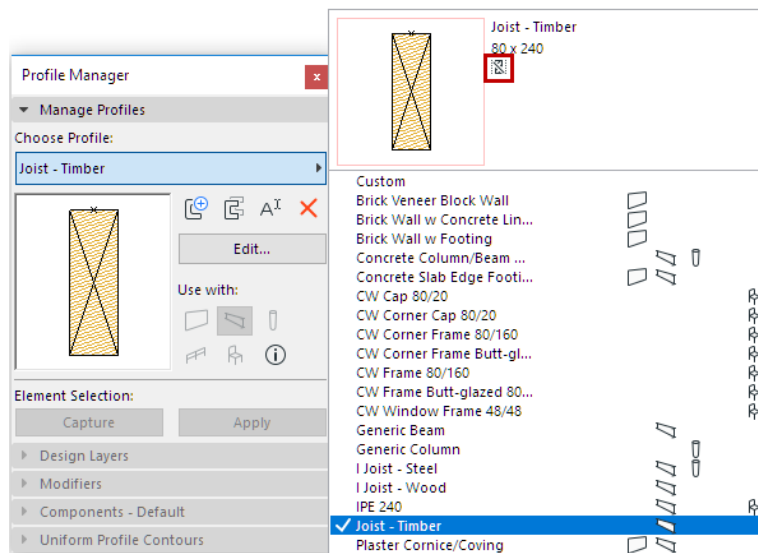 Profile Manager
x
Manage Profiles
Choose Profile:
Joist - Timber
Edit...
Use with:
Element Selection:
Capture
Apply
Design Layers
Modifiers
Components - Default
Uniform Profile Contours
Joist - Timber
80 x 240
Custom
Brick Veneer Block Wall
Brick Wall w Concrete Lin...
Brick Wall w Footing
Concrete Column/Beam ...
Concrete Slab Edge Footi...
CW Cap 80/20
CW Corner Cap 80/20
CW Corner Frame 80/160
CW Corner Frame Butt-gl...
CW Frame 80/160
CW Frame Butt-glazed 80...
CW Window Frame 48/48
Generic Beam
Generic Column
I Joist - Steel
I Joist - Wood
IPE 240
Joist - Timber
Plaster Cornice/Coving